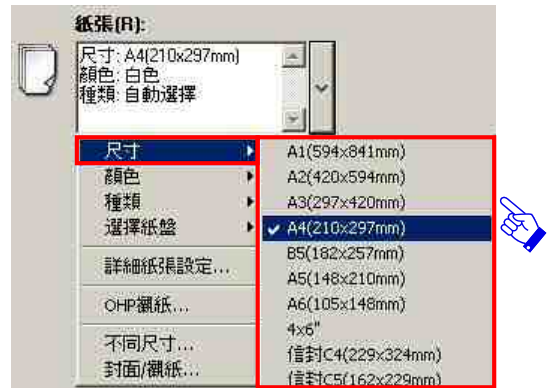 紙張(R):
尺寸: A4(210x297mm)
顏色: 白色
種類: 自動選擇
尺寸
顏色
種類
選擇紙盤
詳細紙張設定...
OHP襯紙...
不同尺寸...
封面/襯紙...
A1(594x841mm)
A2(420x594mm)
A3(297x420mm)
A4(210x297mm)
B5(182x257mm)
A5(148x210mm)
A6(105x148mm)
4x6"
信封C4(229x324mm)
信封C5(162x229mm)